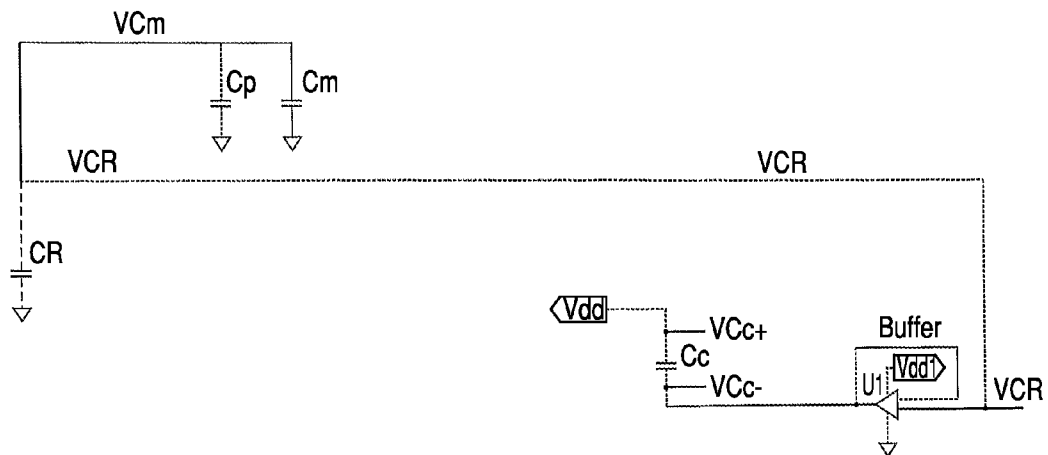 VCm
Cp
Cm
VCR
VCR
CR
Vdd
VCc+
Buffer
Cc
Vdd1
VCc-
U1
VCR